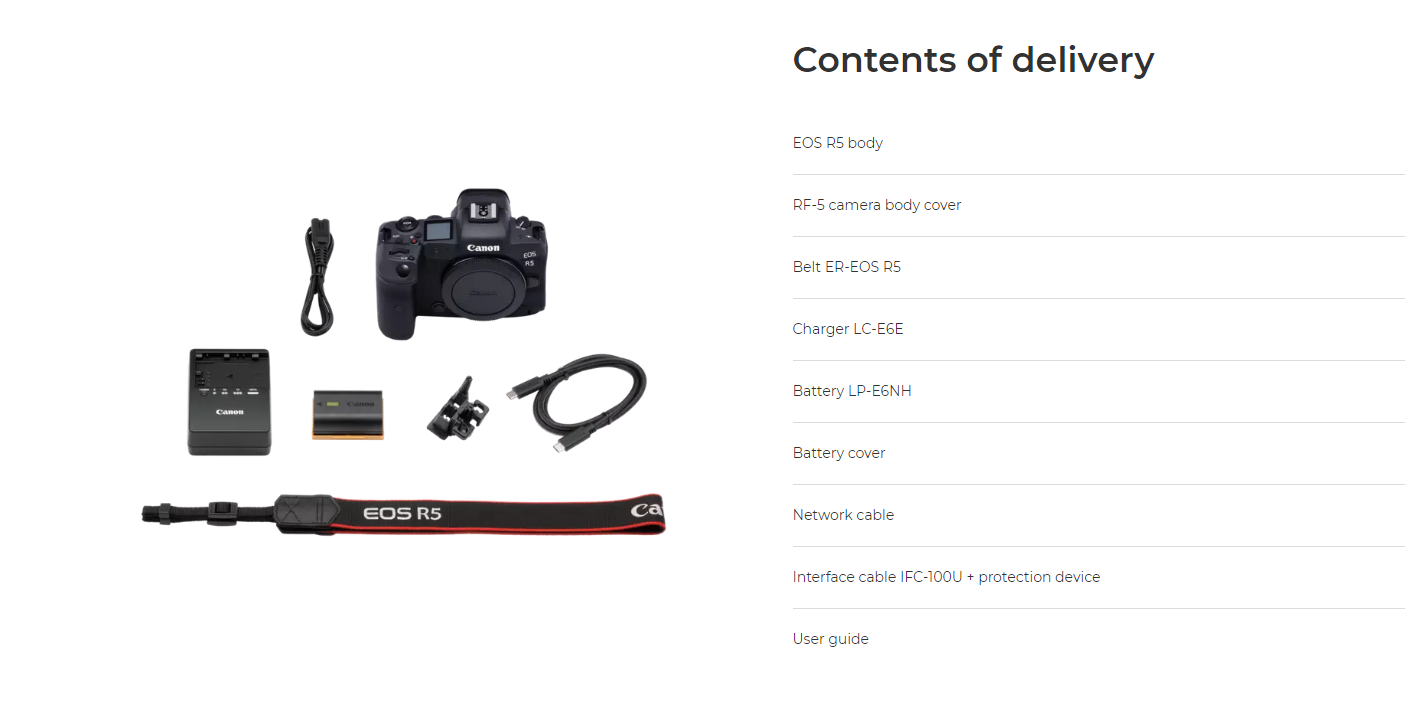 Contents of delivery
EOS R5 body
RF-5 camera body cover
Belt ER-EOS R5
Charger LC-E6E
Battery LP-E6NH
Battery cover
Network cable
Interface cable IFC-100U + protection device
User guide
Canon
EOS
R5
Canon
Canon
Canon
EOS R5
Ca